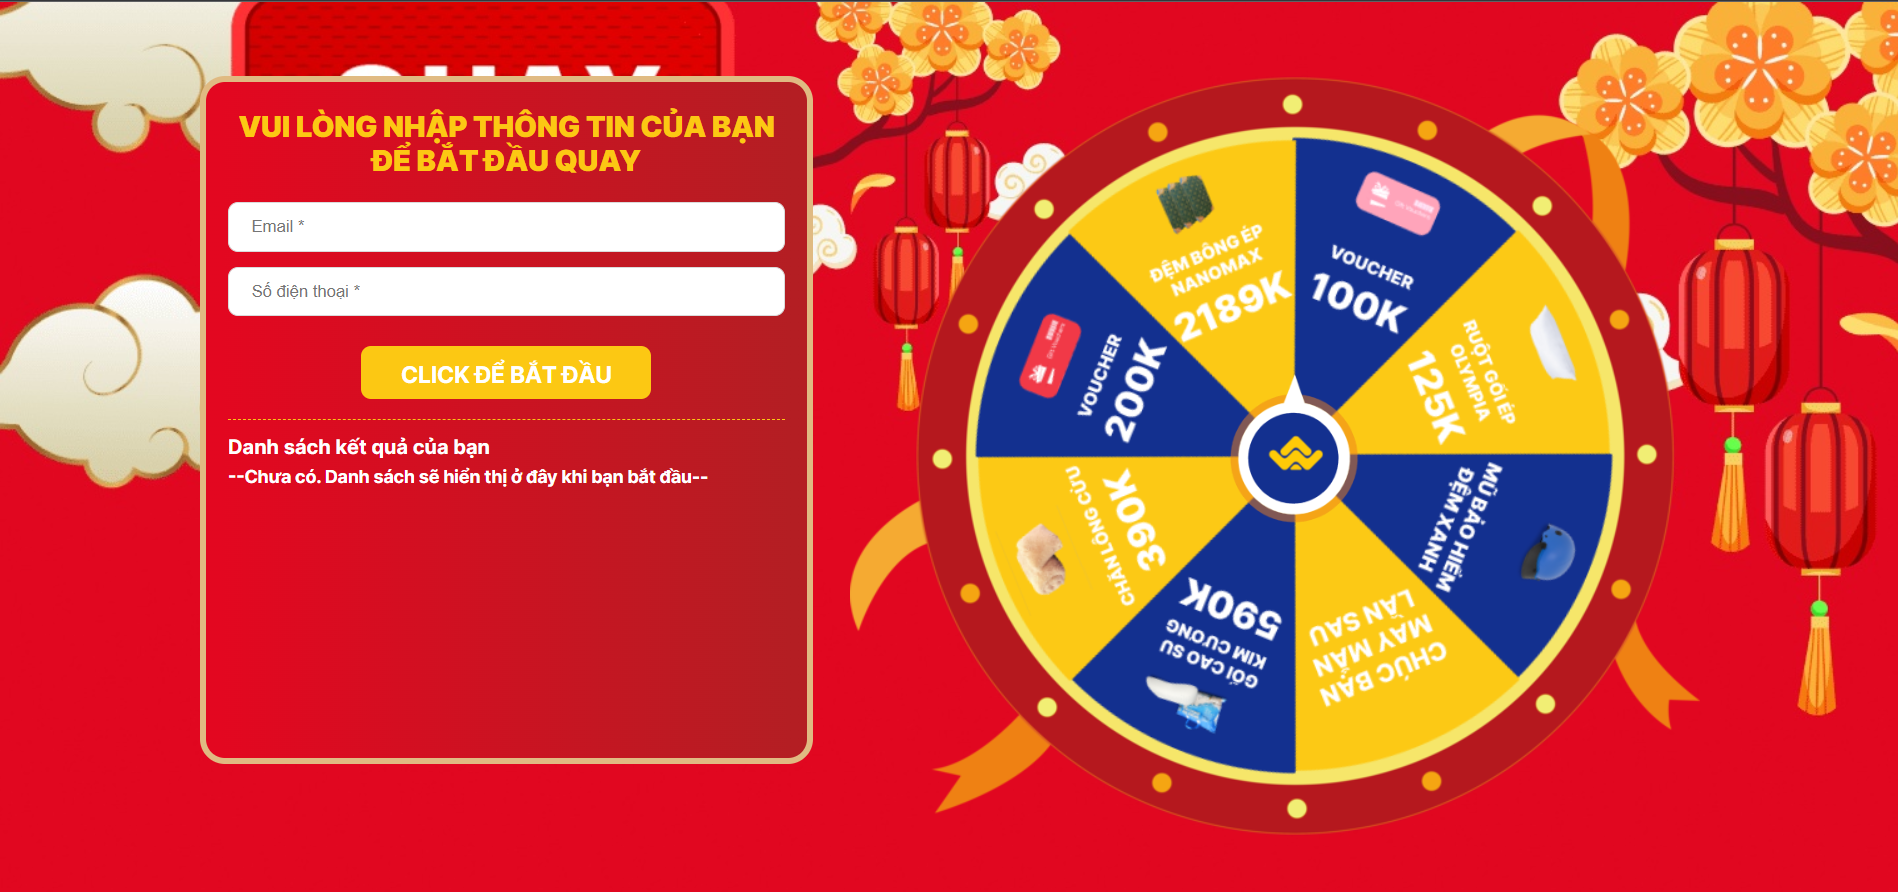 QUAY
VUI LÒNG NHẬP THÔNG TIN CỦA BẠN
ĐỂ BẮT ĐẦU QUAY
Email *
Số điện thoại *
CLICK ĐỂ BẮT ĐẦU
Danh sách kết quả của bạn
--Chưa có. Danh sách sẽ hiển thị ở đây khi bạn bắt đầu--
VOUCHER
100K
RUỘT GỐI ÉP
OLYMPIA
125K
MŨ BẢO HIỂM
ĐỆM XANH
CHÚC BẠN
MAY MẮN
LẦN SAU
GỐI CAO SU
KIM CƯƠNG
590K
CHĂN LÔNG CỪU
390K
VOUCHER
200K
ĐỆM BÔNG ÉP
NANOMAX
2189K